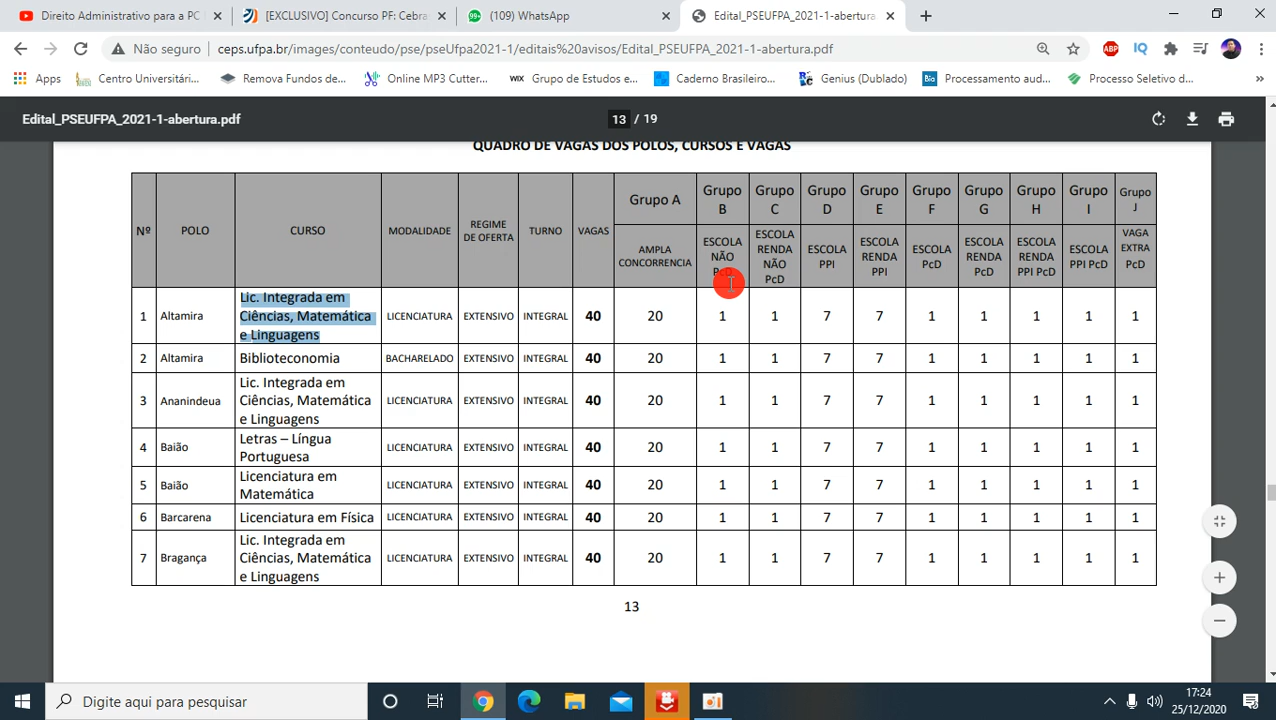 Direito Administrativo para a PC
[EXCLUSIVO] Concurso PF: Cebra
99+
(109) WhatsApp
Edital_PSEUFPA_2021-1-abertura
Não seguro
ceps.ufpa.br/images/conteudo/pse/pseUfpa2021-1/editais%20avisos/Edital_PSEUFPA_2021-1-abertura.pdf
ABP
IQ
Apps
Centro Universitári...
Remova Fundos de...
Online MP3 Cutter...
WIX
Grupo de Estudos e...
Caderno Brasileiro...
Genius (Dublado)
Bio
Processamento aud...
Processo Seletivo d...
»
Edital_PSEUFPA_2021-1-abertura.pdf
13 / 19
QUADRO DE VAGAS DOS POLOS, CURSOS E VAGAS
Nº
POLO
CURSO
MODALIDADE
REGIME
DE OFERTA
TURNO
VAGAS
Grupo A
AMPLA
CONCORRENCIA
Grupo
B
ESCOLA
NÃO
PcD
Grupo
C
ESCOLA
RENDA
NÃO
PcD
Grupo
D
ESCOLA
PPI
Grupo
E
ESCOLA
RENDA
PPI
Grupo
F
ESCOLA
PcD
Grupo
G
ESCOLA
RENDA
PcD
Grupo
H
ESCOLA
RENDA
PPI PcD
Grupo
I
ESCOLA
PPI PcD
Grupo
J
VAGA
EXTRA
PcD
1 Altamira
Lic. Integrada em
Ciências, Matemática
e Linguagens
LICENCIATURA EXTENSIVO INTEGRAL 40 20 1 1 7 7 1 1 1 1 1
2 Altamira Biblioteconomia BACHARELADO EXTENSIVO INTEGRAL 40 20 1 1 7 7 1 1 1 1 1
3 Ananindeua
Lic. Integrada em
Ciências, Matemática
e Linguagens
LICENCIATURA EXTENSIVO INTEGRAL 40 20 1 1 7 7 1 1 1 1 1
4 Baião
Letras – Língua
Portuguesa
LICENCIATURA EXTENSIVO INTEGRAL 40 20 1 1 7 7 1 1 1 1 1
5 Baião
Licenciatura em
Matemática
LICENCIATURA EXTENSIVO INTEGRAL 40 20 1 1 7 7 1 1 1 1 1
6 Barcarena Licenciatura em Física LICENCIATURA EXTENSIVO INTEGRAL 40 20 1 1 7 7 1 1 1 1 1
7 Bragança
Lic. Integrada em
Ciências, Matemática
e Linguagens
LICENCIATURA EXTENSIVO INTEGRAL 40 20 1 1 7 7 1 1 1 1 1
13
Digite aqui para pesquisar
17:24
25/12/2020